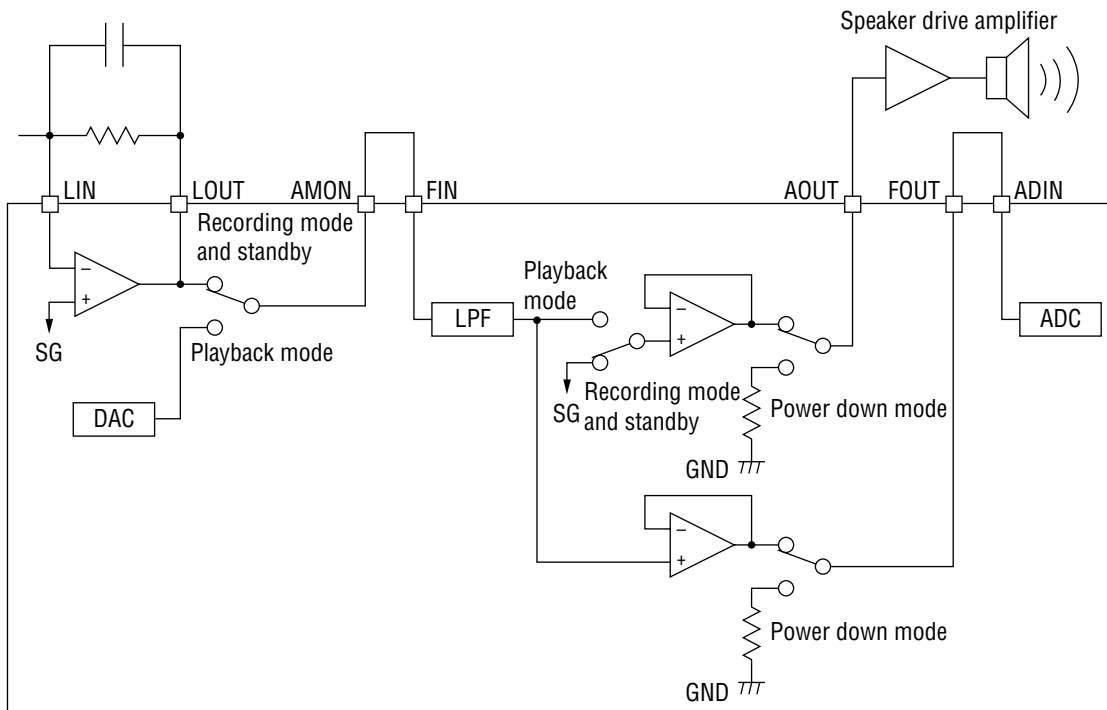 Speaker drive amplifier
LIN
LOUT
AMON
FIN
AOUT
FOUT
ADIN
Recording mode
and standby
–
+
SG
Playback mode
DAC
LPF
Playback
mode
–
+
SG
Recording mode
and standby
Power down mode
GND
ADC
–
+
Power down mode
GND